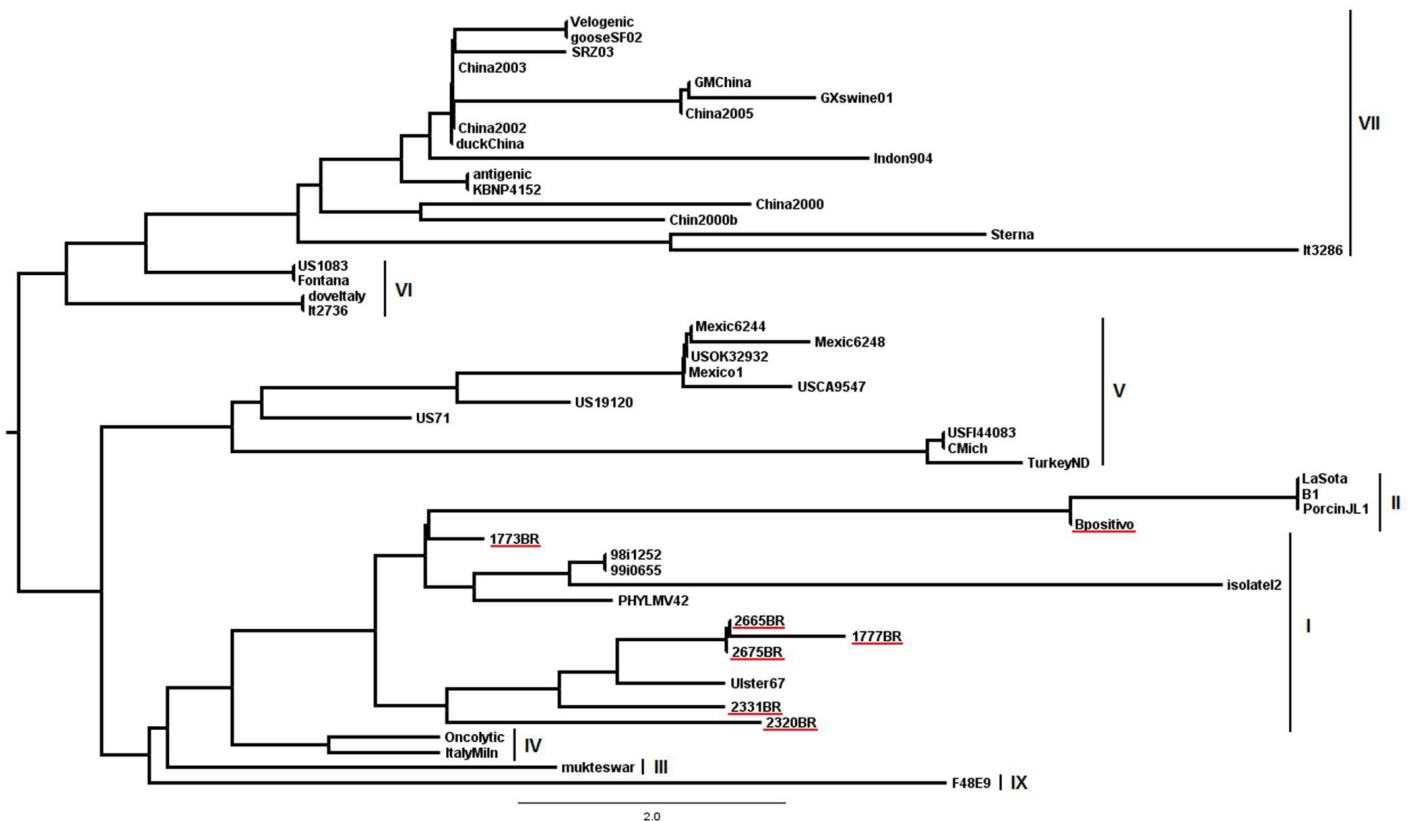 Velogenic
gooseSF02
SRZ03
China2003
GMChina
GXswine01
China2005
VII
China2002
duckChina
Indon904
antigenic
KBNP4152
China2000
Chin2000b
Sterna
It3286
US1083
Fontana
VI
doveItaly
It2736
Mexic6244
Mexic6248
USOK32932
Mexico1
USCA9547
V
US19120
US71
USFl44083
CMich
TurkeyND
LaSota
B1
PorcinJL1
II
Bpositivo
1773BR
98i1252
99i0655
isolateI2
PHYLMV42
I
2665BR
1777BR
2675BR
Ulster67
2331BR
2320BR
Oncolytic
IV
ItalyMiln
mukteswar III
F48E9 IX
2.0